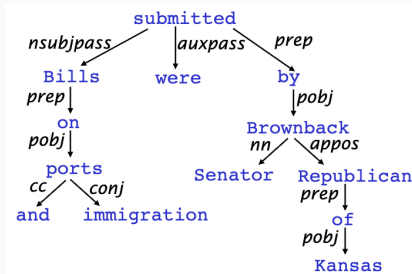 submitted
nsubjpass auxpass prep
Bills were by
prep pobj
on Brownback
pobj nn appos
ports Senator Republican
cc conj prep
and immigration of
pobj
Kansas